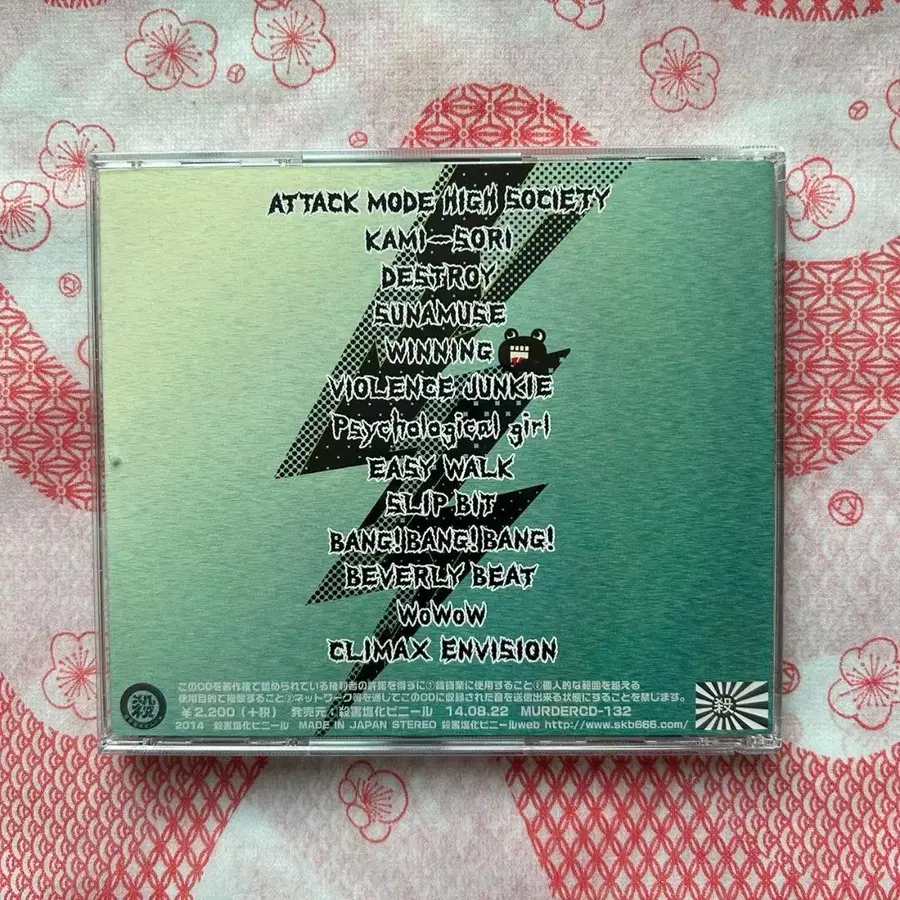 ATTACK MODE HIGH SOCIETY
KAMI-SORI
DESTROY
SUNAMUSE
WINNING
VIOLENCE JUNKIE
Psychological girl
EASY WALK
SLIP BIT
BANG!BANG!BANG!
BEVERLY BEAT
WoWoW
CLIMAX ENVISION
このCDを著作権で認められている権利者の許諾を得ずに①賃貸業に使用すること②個人的な範囲を越える
使用目的で複製すること③ネットワーク等を通じてこのCDに収録された音を送信出来る状態にすることを禁じます。
¥2,200(+税) 発売元:殺害塩化ビニール 14.08.22 MURDERCD-132
2014 殺害塩化ビニール MADE IN JAPAN STEREO 殺害塩化ビニールweb http://www.skb666.com/
殺
殺